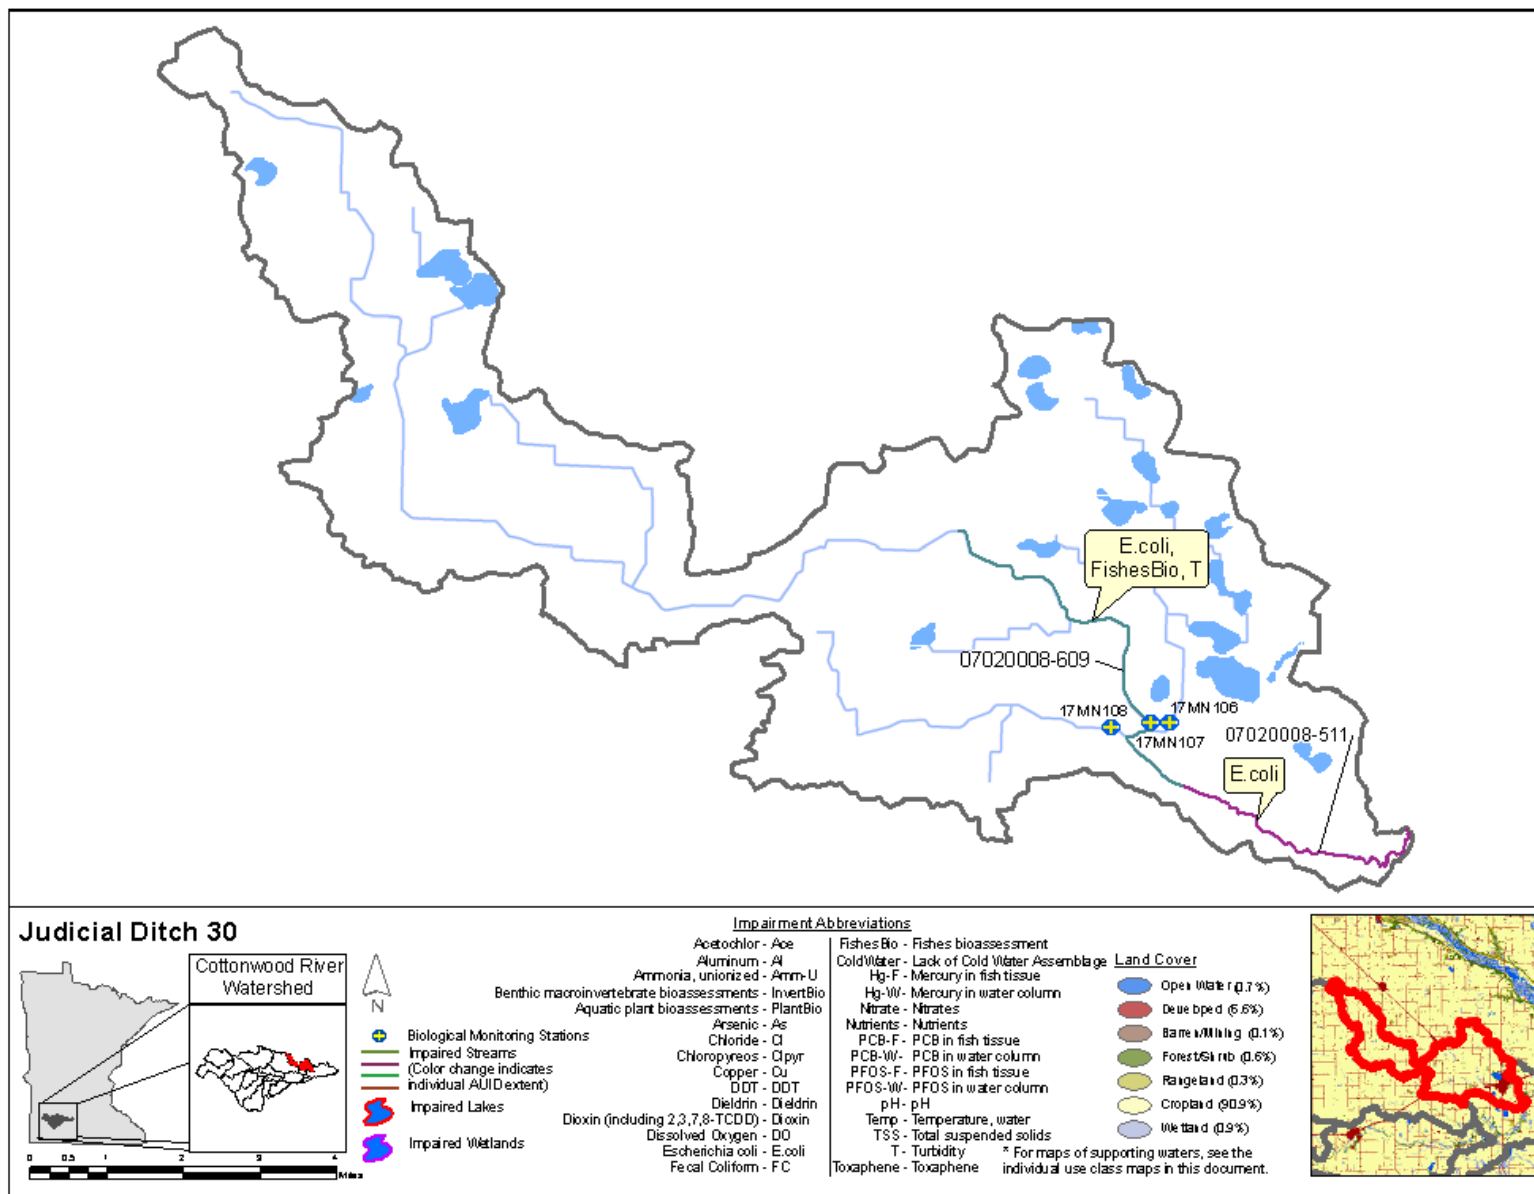 E.coli,
FishesBio, T
07020008-609
17MN108
17MN106
17MN107
07020008-511
E.coli
Judicial Ditch 30
Cottonwood River
Watershed
N
Biological Monitoring Stations
Impaired Streams
(Color change indicates
individual AUID extent)
Impaired Lakes
Impaired Wetlands
0 0.5 1 2 3 4
Miles
Impairment Abbreviations
Acetochlor - Ace
Aluminum - Al
Ammonia, unionized - Amm-U
Benthic macroinvertebrate bioassessments - InvertBio
Aquatic plant bioassessments - PlantBio
Arsenic - As
Chloride - Cl
Chloropyreos - Clpyr
Copper - Cu
DDT - DDT
Dieldrin - Dieldrin
Dioxin (including 2,3,7,8-TCDD) - Dioxin
Dissolved Oxygen - DO
Escherichia coli - E.coli
Fecal Coliform - FC
FishesBio - Fishes bioassessment
ColdWater - Lack of Cold Water Assemblage
Hg-F - Mercury in fish tissue
Hg-W - Mercury in water column
Nitrate - Nitrates
Nutrients - Nutrients
PCB-F - PCB in fish tissue
PCB-W - PCB in water column
PFOS-F - PFOS in fish tissue
PFOS-W - PFOS in water column
pH - pH
Temp - Temperature, water
TSS - Total suspended solids
T - Turbidity
Toxaphene - Toxaphene
* For maps of supporting waters, see the
individual use class maps in this document.
Land Cover
Open Water (0.7%)
Developed (5.6%)
Barren/Mining (0.1%)
Forest/Shrub (0.6%)
Rangeland (0.3%)
Cropland (90.9%)
Wetland (0.9%)